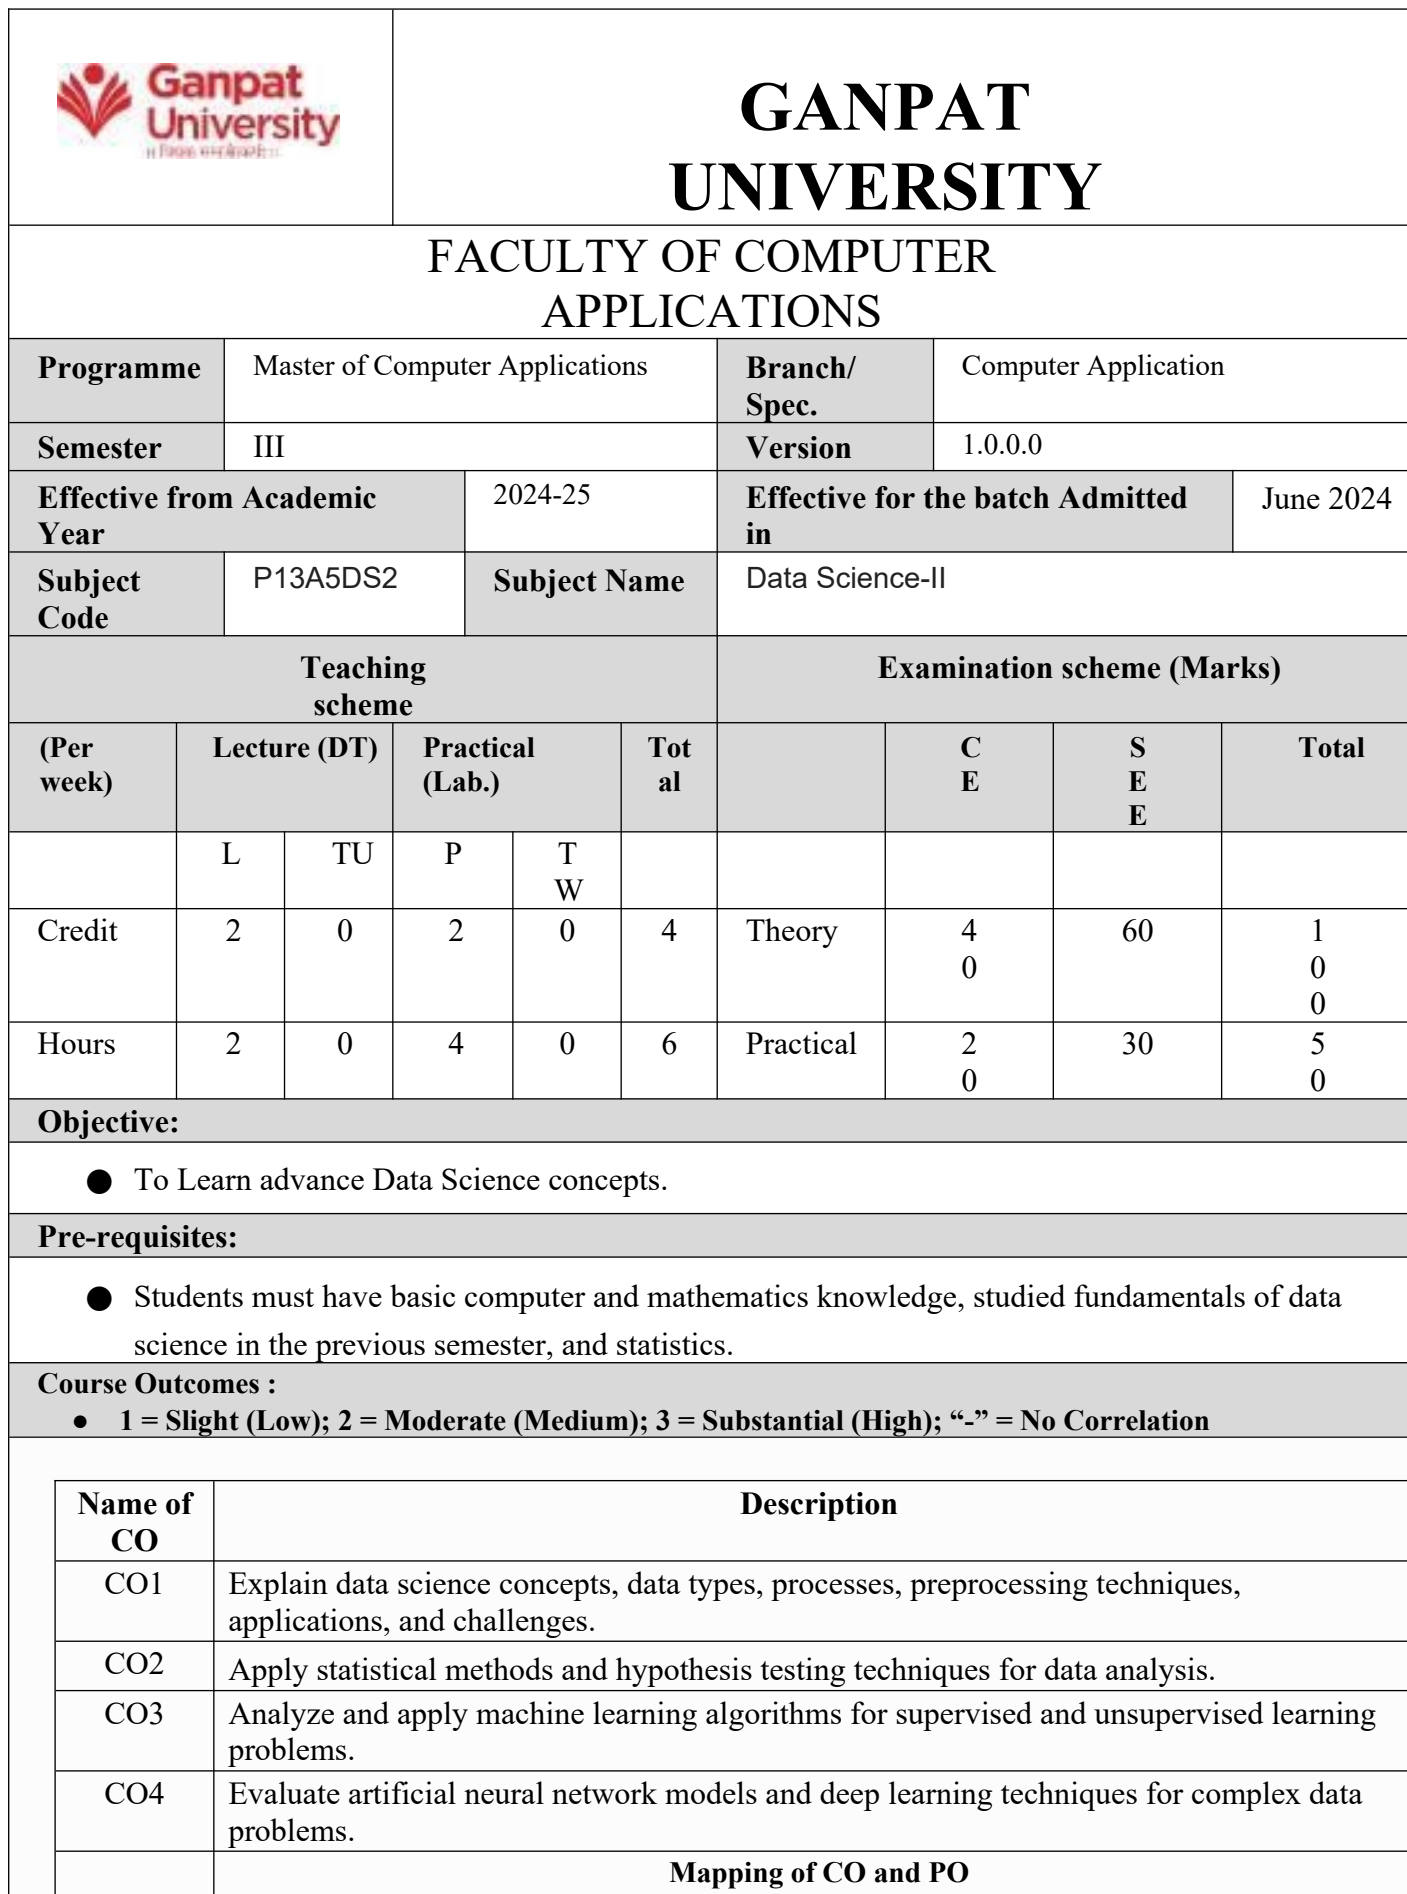 Ganpat
University
GANPAT
UNIVERSITY
FACULTY OF COMPUTER
APPLICATIONS
Programme
Master of Computer Applications
Branch/
Spec.
Computer Application
Semester
III
Version
1.0.0.0
Effective from Academic
Year
2024-25
Effective for the batch Admitted
in
June 2024
Subject
Code
P13A5DS2
Subject Name
Data Science-II
Teaching
scheme
Examination scheme (Marks)
(Per
week)
Lecture (DT)
Practical
(Lab.)
Tot
al
C
E
S
E
E
Total
L
TU
P
T
W
Credit
2
0
2
0
4
Theory
4
0
60
1
0
0
Hours
2
0
4
0
6
Practical
2
0
30
5
0
Objective:
● To Learn advance Data Science concepts.
Pre-requisites:
● Students must have basic computer and mathematics knowledge, studied fundamentals of data
science in the previous semester, and statistics.
Course Outcomes :
● 1 = Slight (Low); 2 = Moderate (Medium); 3 = Substantial (High); “-” = No Correlation
Name of
CO
Description
CO1
Explain data science concepts, data types, processes, preprocessing techniques,
applications, and challenges.
CO2
Apply statistical methods and hypothesis testing techniques for data analysis.
CO3
Analyze and apply machine learning algorithms for supervised and unsupervised learning
problems.
CO4
Evaluate artificial neural network models and deep learning techniques for complex data
problems.
Mapping of CO and PO